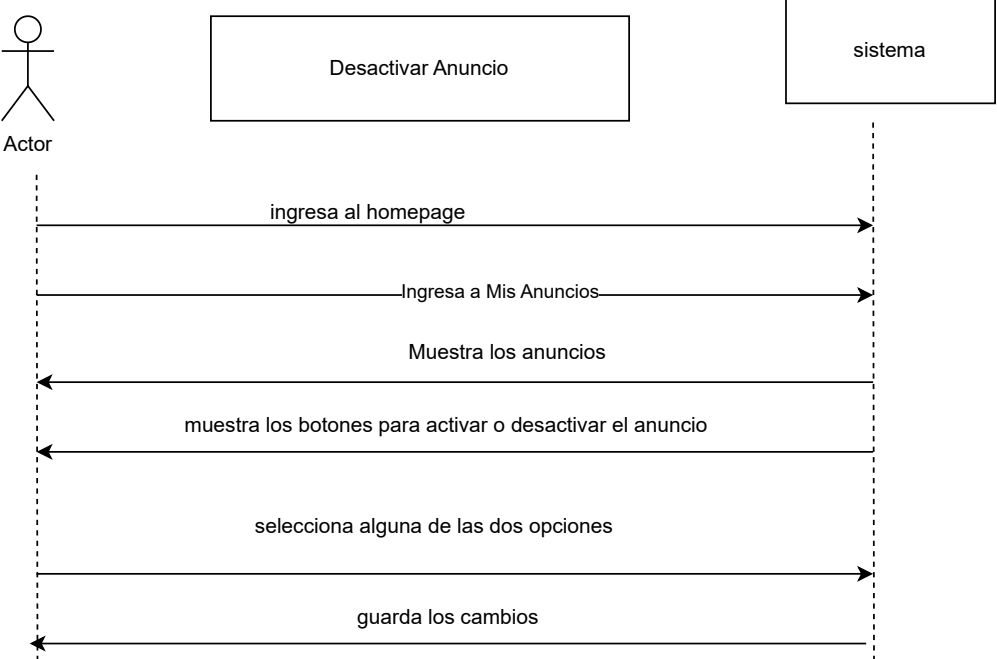 Desactivar Anuncio
sistema
Actor
ingresa al homepage
Ingresa a Mis Anuncios
Muestra los anuncios
muestra los botones para activar o desactivar el anuncio
selecciona alguna de las dos opciones
guarda los cambios